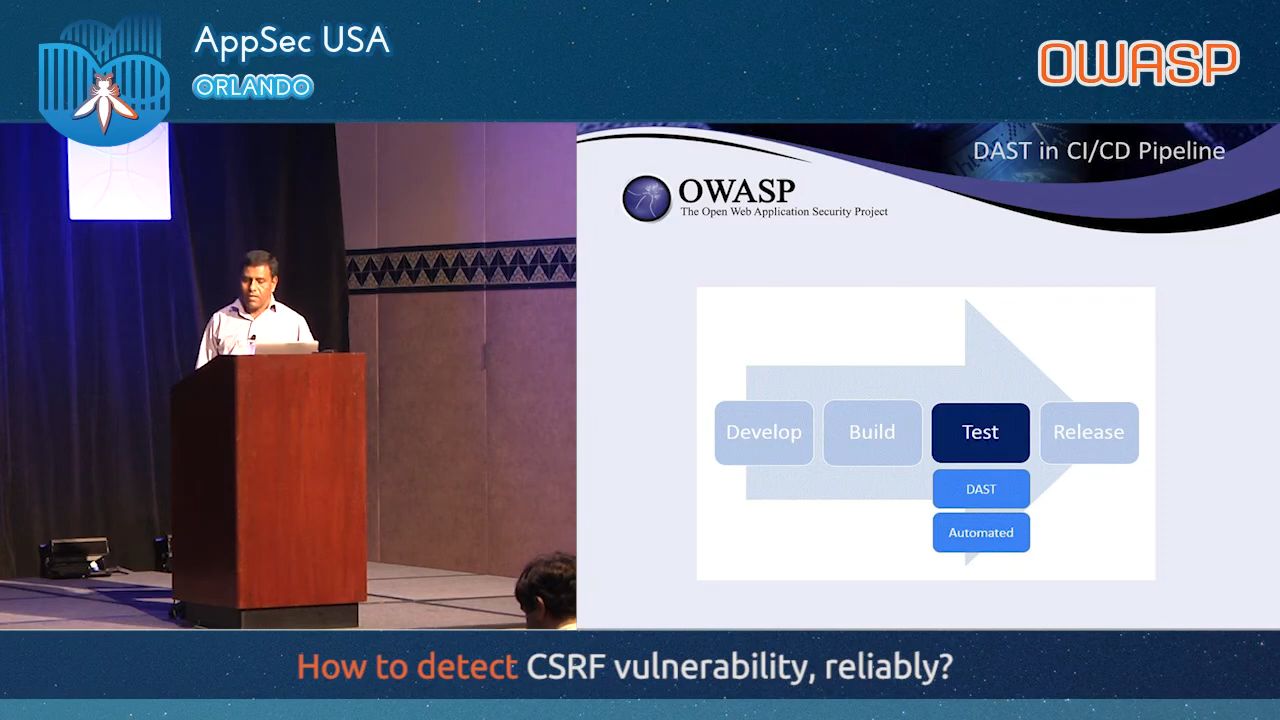 AppSec USA
ORLANDO
OWASP
DAST in CI/CD Pipeline
OWASP
The Open Web Application Security Project
Develop
Build
Test
Release
DAST
Automated
How to detect CSRF vulnerability, reliably?